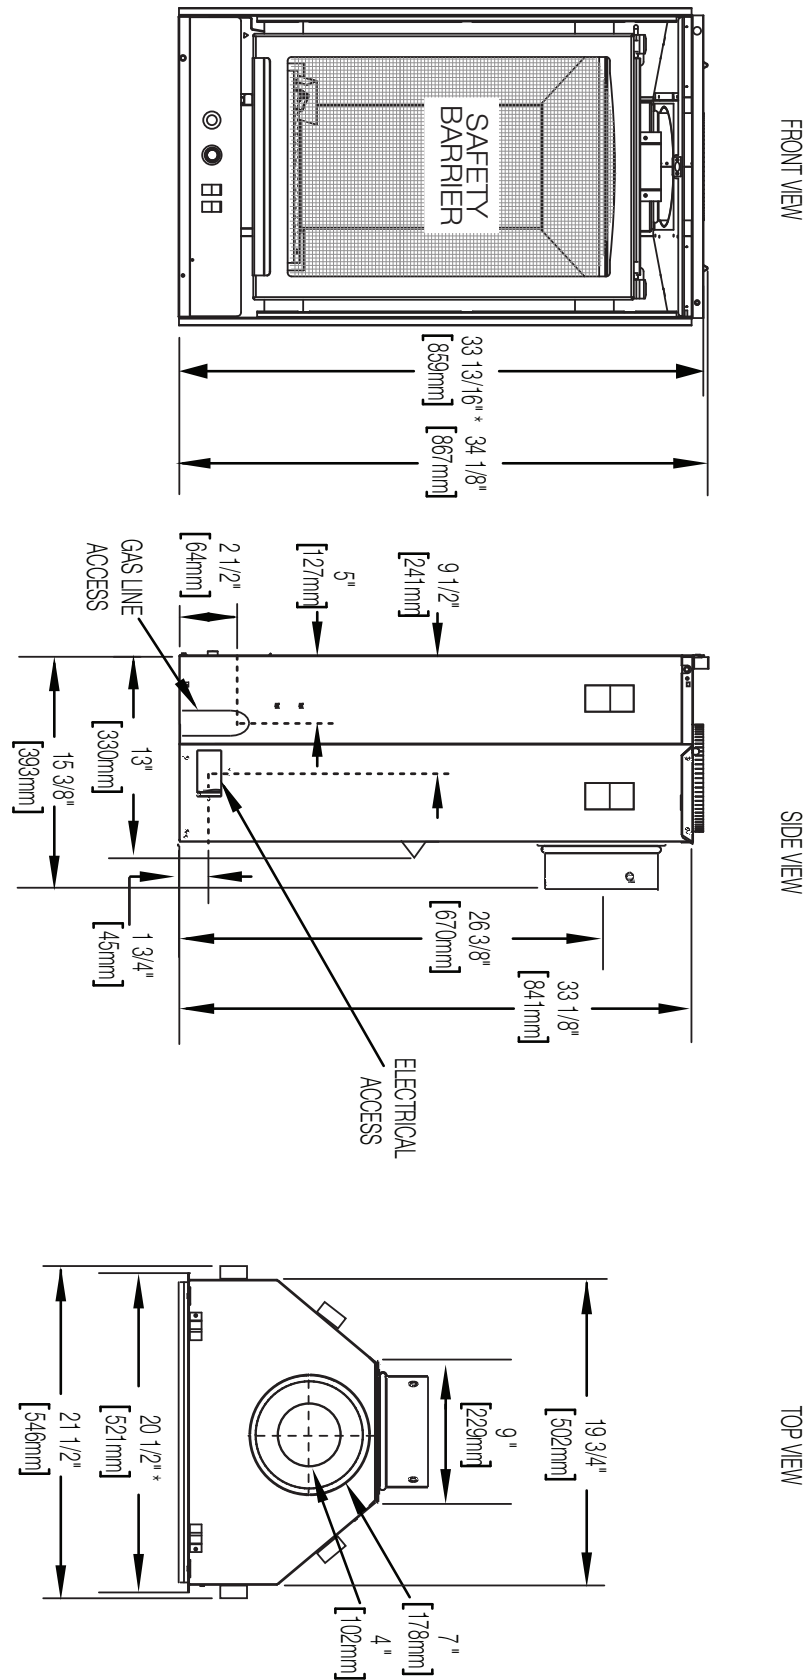 FRONT VIEW
SAFETY
BARRIER
33 13/16" *
[859mm]
34 1/8"
[867mm]
SIDE VIEW
9 1/2"
[241mm]
5"
[127mm]
2 1/2"
[64mm]
GAS LINE
ACCESS
13"
[330mm]
15 3/8"
[393mm]
1 3/4"
[45mm]
26 3/8"
[670mm]
33 1/8"
[841mm]
ELECTRICAL
ACCESS
TOP VIEW
19 3/4"
[502mm]
9 "
[229mm]
20 1/2" *
[521mm]
21 1/2"
[546mm]
7 "
[178mm]
4 "
[102mm]